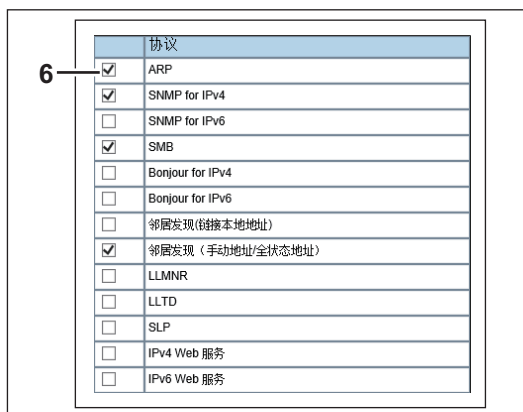 协议
6
ARP
SNMP for IPv4
SNMP for IPv6
SMB
Bonjour for IPv4
Bonjour for IPv6
邻居发现(链接本地地址)
邻居发现（手动地址/全状态地址）
LLMNR
LLTD
SLP
IPv4 Web 服务
IPv6 Web 服务